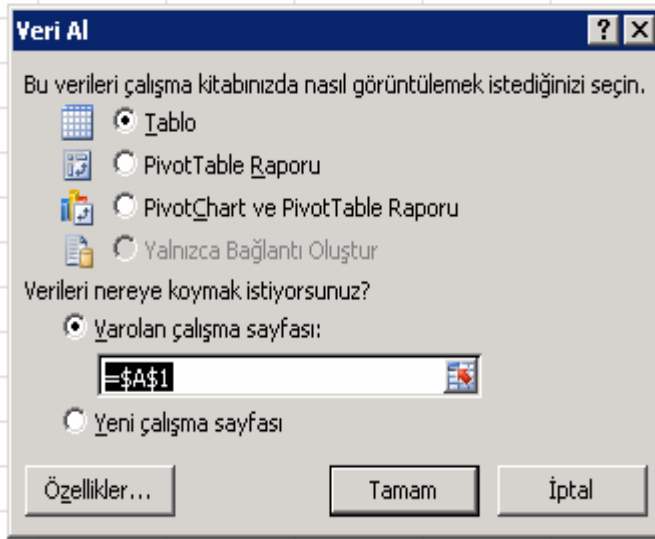 Veri Al
Bu verileri çalışma kitabınızda nasıl görüntülemek istediğinizi seçin.
Tablo
PivotTable Raporu
PivotChart ve PivotTable Raporu
Yalnızca Bağlantı Oluştur
Verileri nereye koymak istiyorsunuz?
Varolan çalışma sayfası:
=$A$1
Yeni çalışma sayfası
Özellikler... Tamam İptal